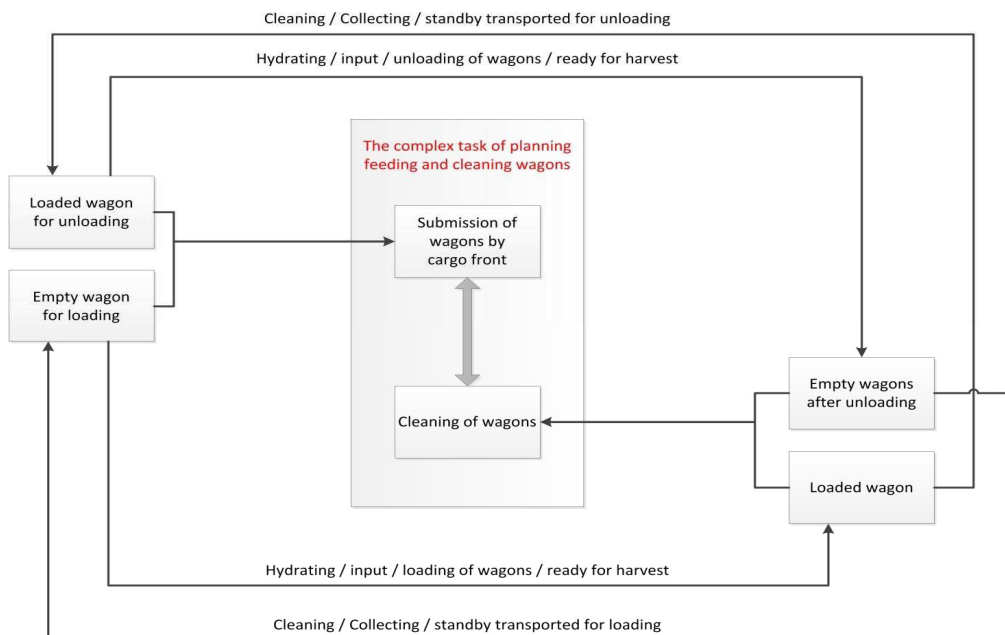 Cleaning / Collecting / standby transported for unloading
Hydrating / input / unloading of wagons / ready for harvest
The complex task of planning
feeding and cleaning wagons
Loaded wagon
for unloading
Submission of
wagons by
cargo front
Empty wagon
for loading
Empty wagons
after unloading
Cleaning of wagons
Loaded wagon
Hydrating / input / loading of wagons / ready for harvest
Cleaning / Collecting / standby transported for loading